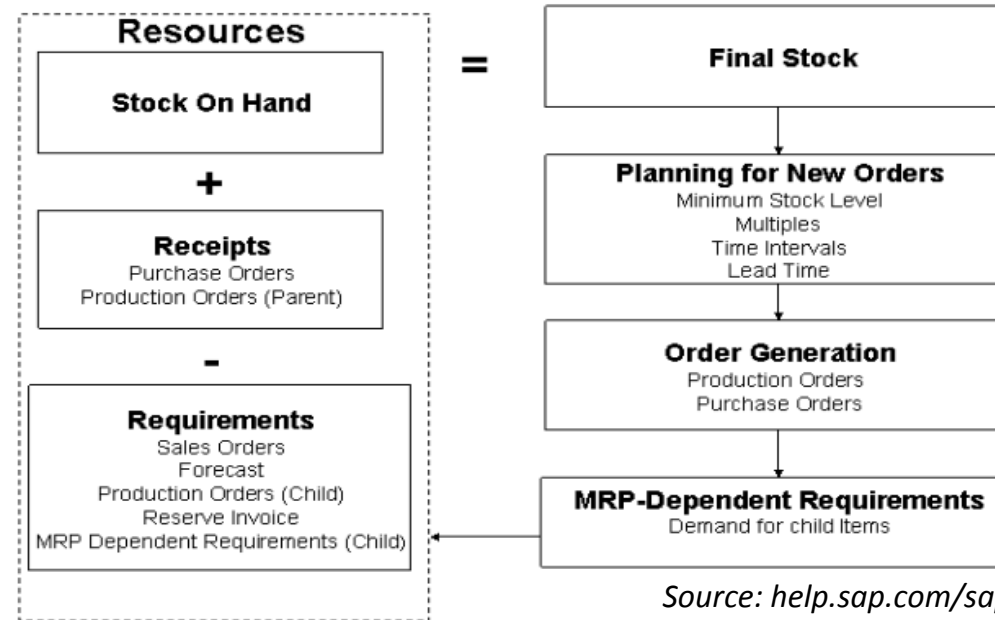 Resources
Stock On Hand
+
Receipts
Purchase Orders
Production Orders (Parent)
-
Requirements
Sales Orders
Forecast
Production Orders (Child)
Reserve Invoice
MRP Dependent Requirements (Child)
=
Final Stock
Planning for New Orders
Minimum Stock Level
Multiples
Time Intervals
Lead Time
Order Generation
Production Orders
Purchase Orders
MRP-Dependent Requirements
Demand for child Items
Source: help.sap.com/sap